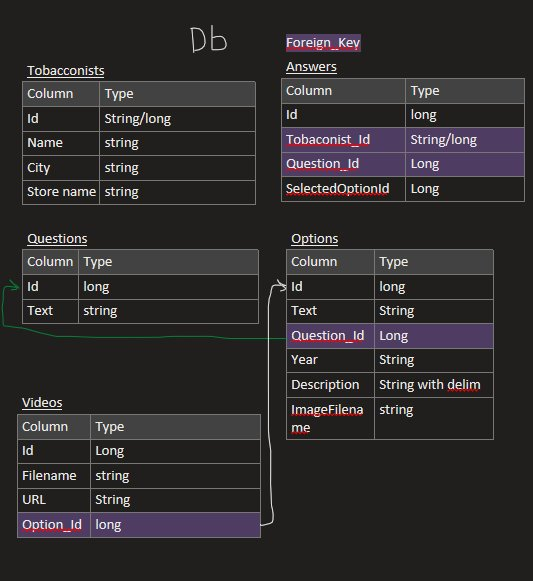 Db
Foreign_Key
Tobacconists
Column Type
Id String/long
Name string
City string
Store name string
Answers
Column Type
Id long
Tobaconist_Id String/long
Question_Id Long
SelectedOptionId Long
Questions
Column Type
Id long
Text string
Options
Column Type
Id long
Text String
Question_Id Long
Year String
Description String with delim
ImageFilena string
me
Videos
Column Type
Id Long
Filename string
URL String
Option_Id long